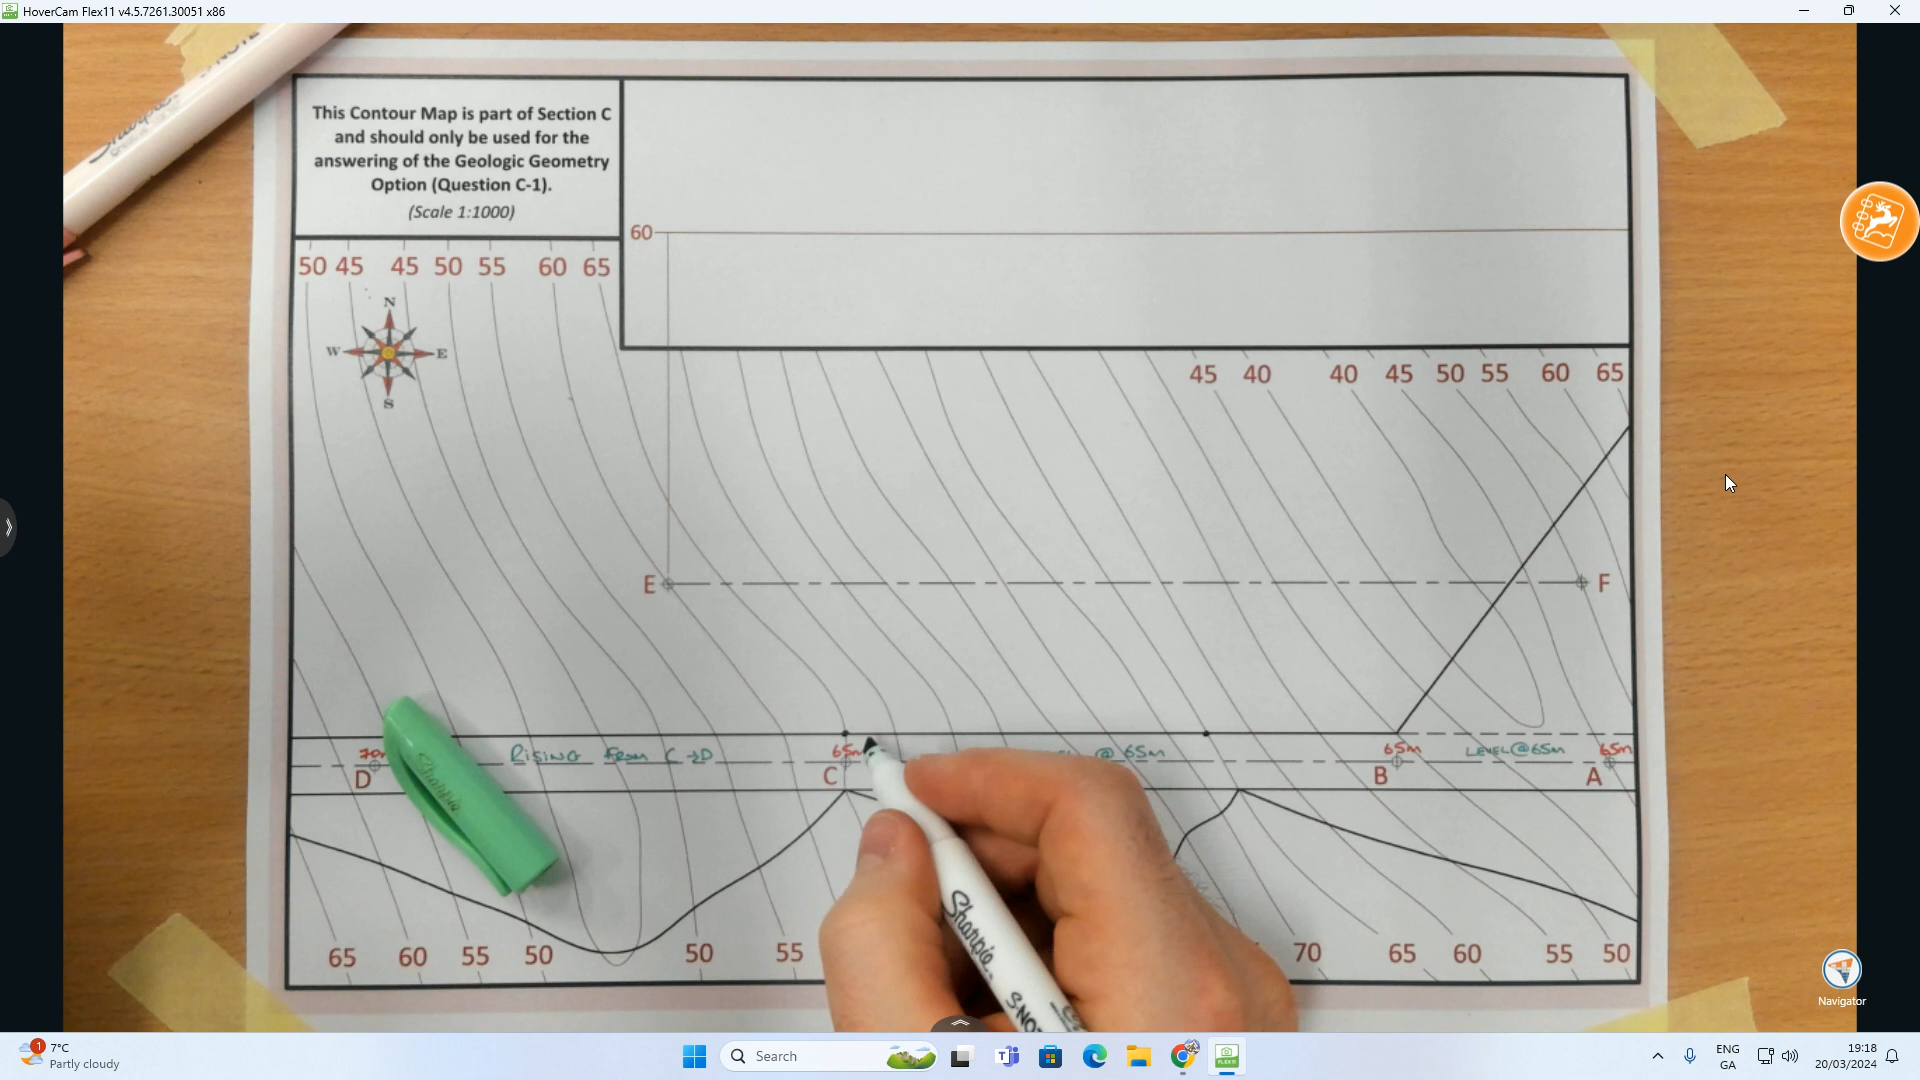 HoverCam Flex11 v4.5.7261.30051 x86
This Contour Map is part of Section C
and should only be used for the
answering of the Geologic Geometry
Option (Question C-1).
(Scale 1:1000)
60
50 45 45 50 55 60 65
N
W E
S
45 40 40 45 50 55 60 65
E F
RISING FROM C → D
65m
@ 65m
65m
LEVEL @ 65m
65m
D C B A
Sharpie
65 60 55 50 50 55 70 65 60 55 50
Sharpie
S·NOTE
Navigator
1
7°C
Partly cloudy
Search
ENG
GA
19:18
20/03/2024